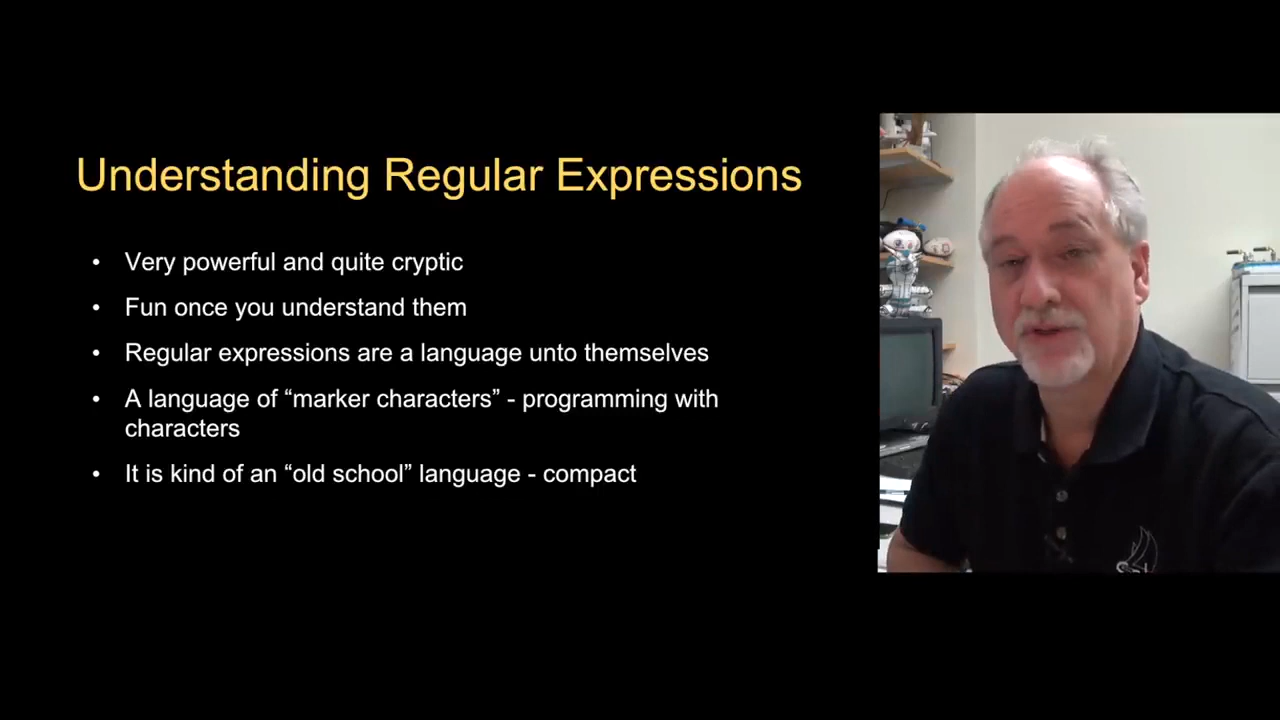 Understanding Regular Expressions
• Very powerful and quite cryptic
• Fun once you understand them
• Regular expressions are a language unto themselves
• A language of “marker characters” - programming with
characters
• It is kind of an “old school” language - compact